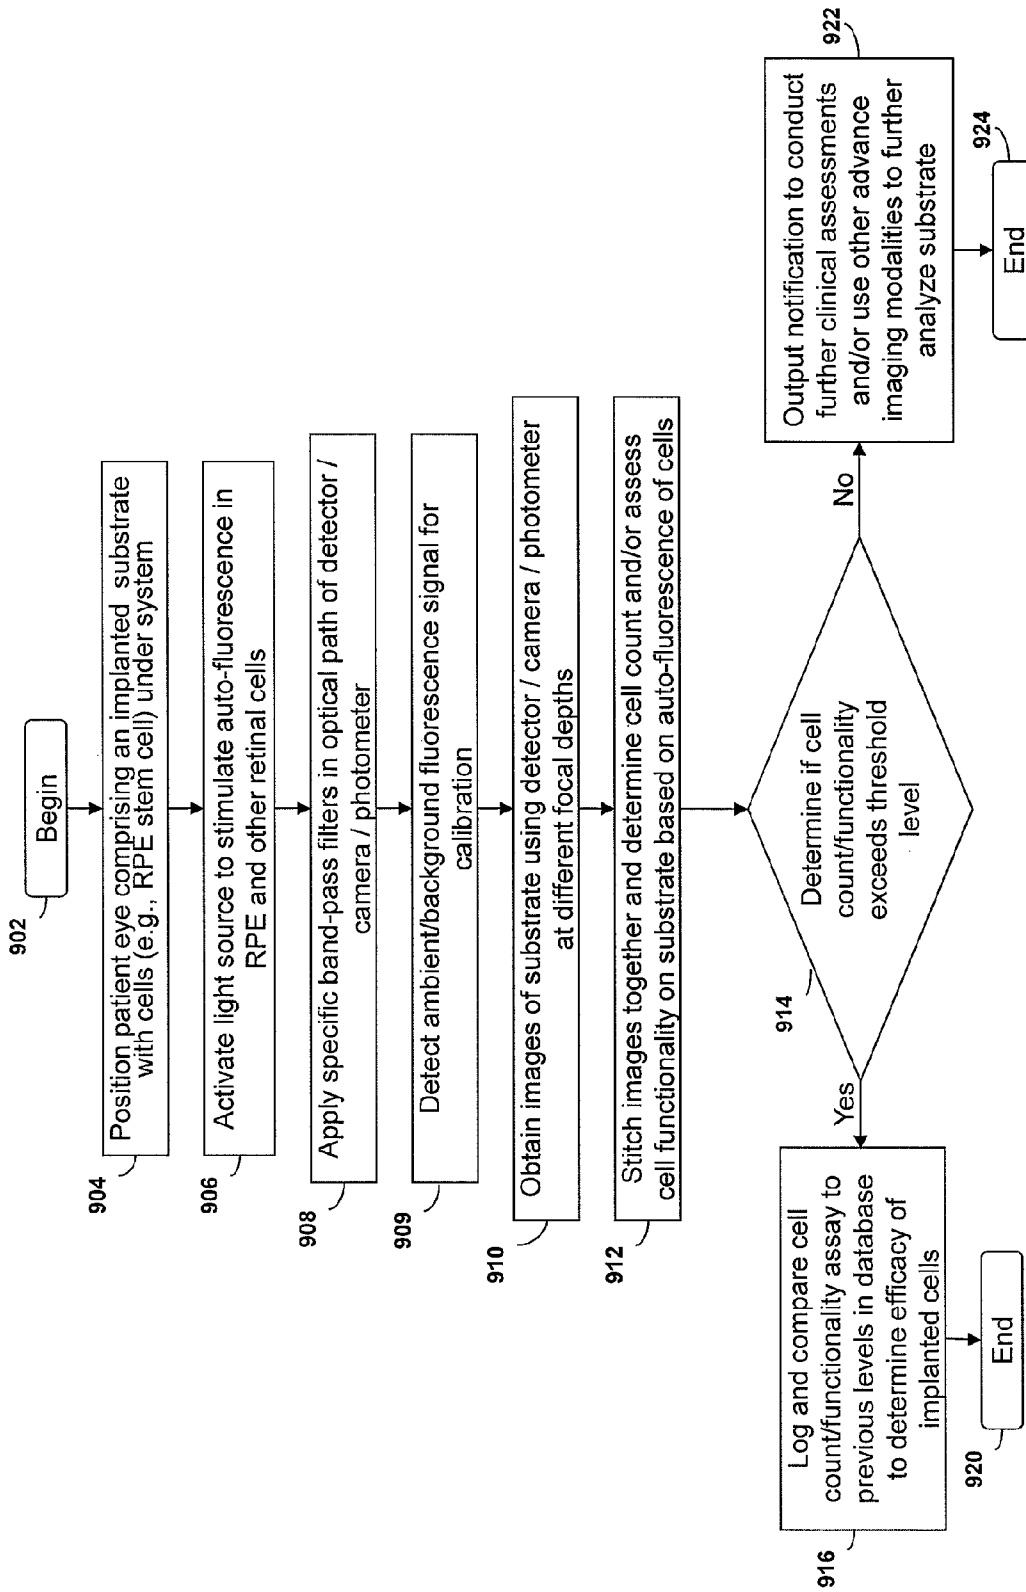 902
Begin
904
Position patient eye comprising an implanted substrate
with cells (e.g., RPE stem cell) under system
906
Activate light source to stimulate auto-fluorescence in
RPE and other retinal cells
908
Apply specific band-pass filters in optical path of detector /
camera / photometer
909
Detect ambient/background fluorescence signal for
calibration
910
Obtain images of substrate using detector / camera / photometer
at different focal depths
912
Stitch images together and determine cell count and/or assess
cell functionality on substrate based on auto-fluorescence of cells
914
Determine if cell
count/functionality
exceeds threshold
level
Yes
No
916
Log and compare cell
count/functionality assay to
previous levels in database
to determine efficacy of
implanted cells
920
End
922
Output notification to conduct
further clinical assessments
and/or use other advance
imaging modalities to further
analyze substrate
924
End